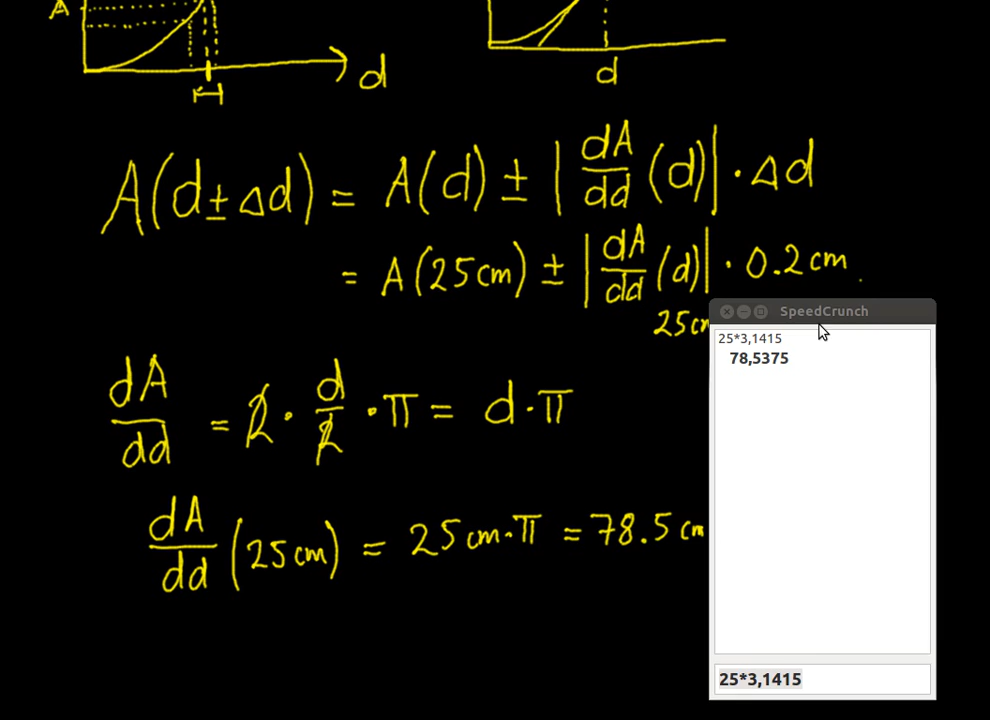 A
d
d
A(d±Δd) = A(d) ± |dA/dd (d)| · Δd
= A(25cm) ± |dA/dd (d)| · 0.2cm
25cm
dA/dd = 2 · d/2 · π = d · π
dA/dd (25cm) = 25cm · π = 78.5 cm
SpeedCrunch
25*3,1415
78,5375
25*3,1415